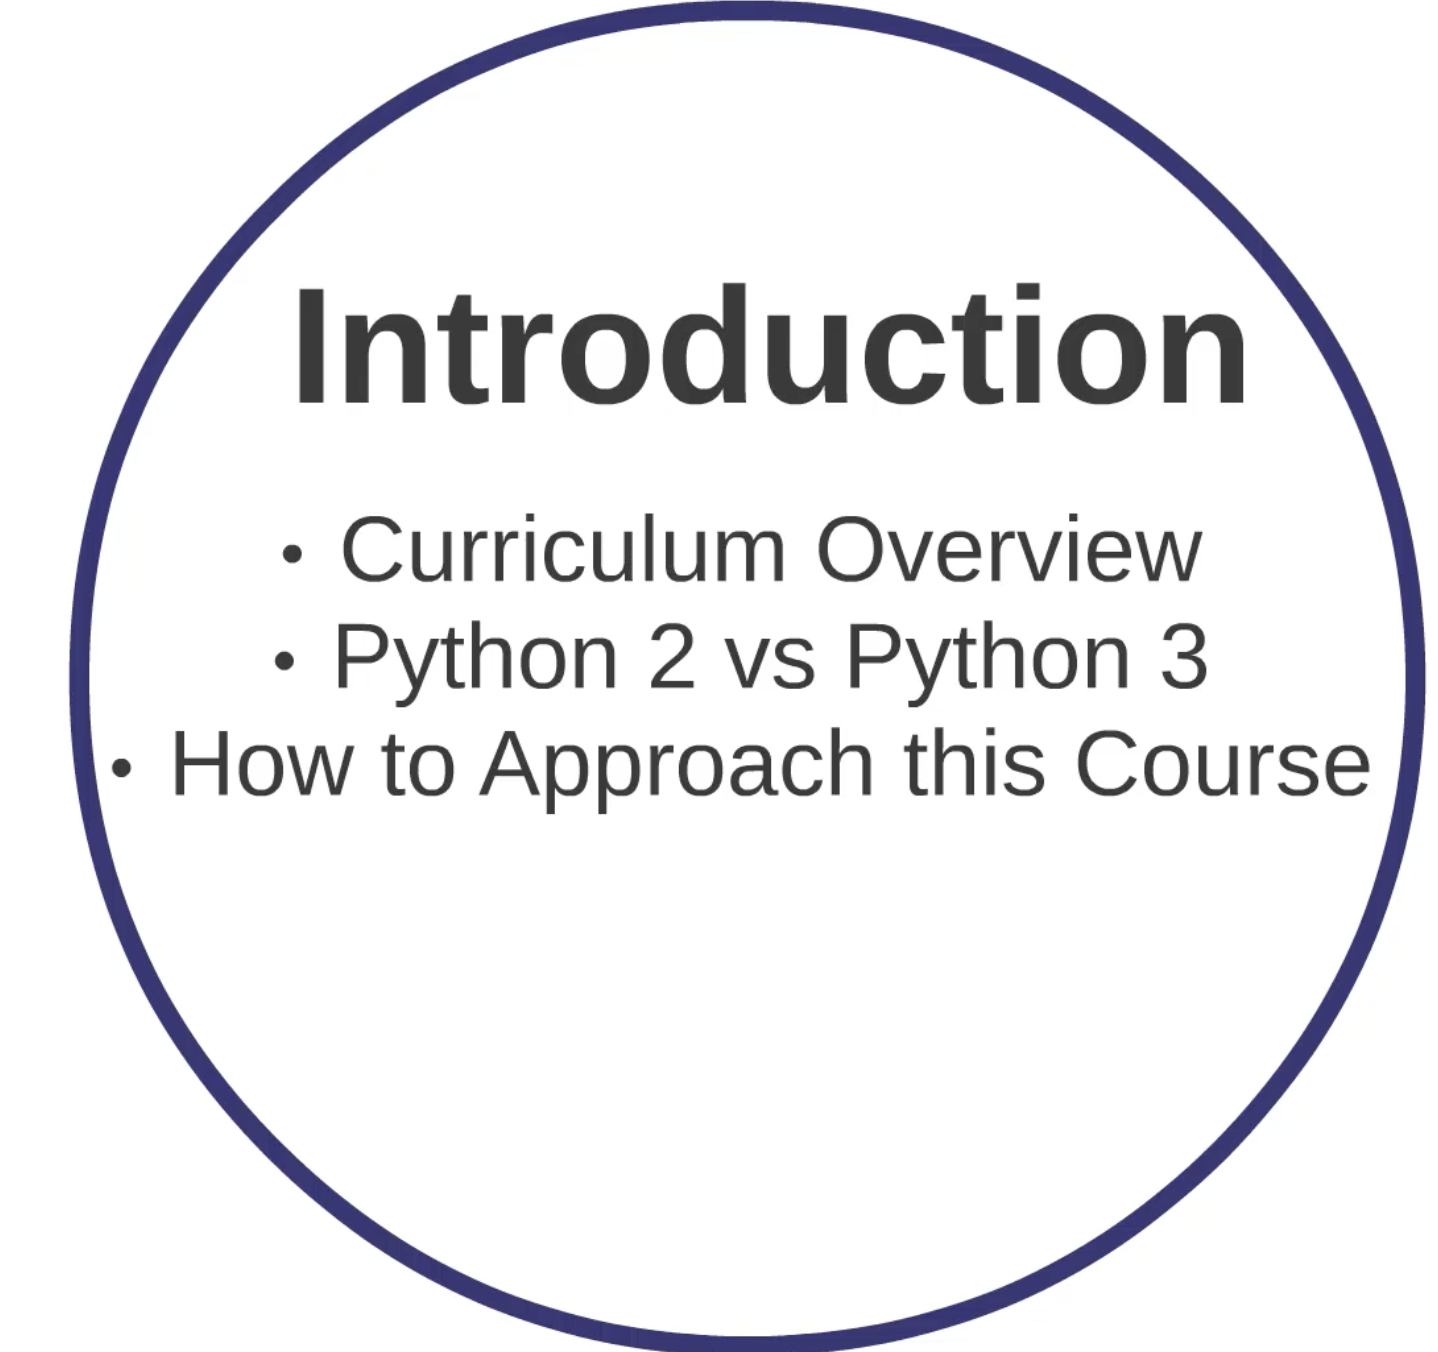 Introduction
• Curriculum Overview
• Python 2 vs Python 3
• How to Approach this Course